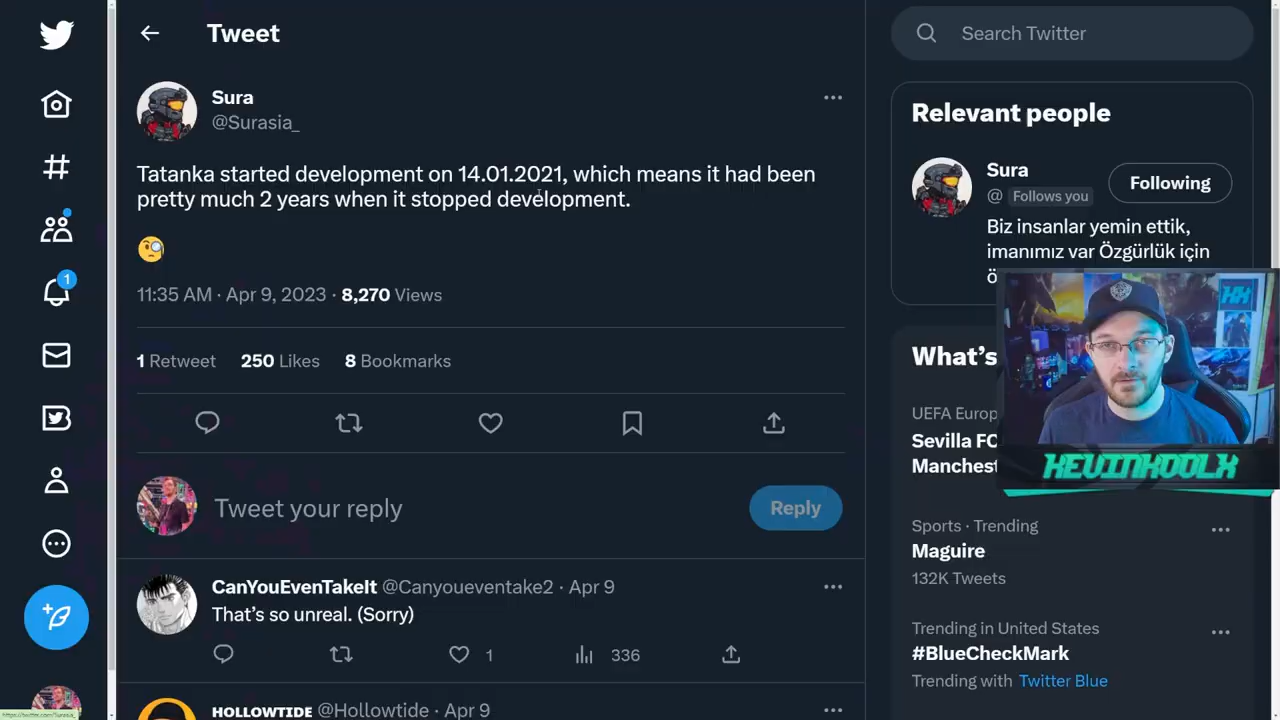 Tweet
Search Twitter
Sura
@Surasia_
Tatanka started development on 14.01.2021, which means it had been
pretty much 2 years when it stopped development.
11:35 AM · Apr 9, 2023 · 8,270 Views
1 Retweet 250 Likes 8 Bookmarks
Tweet your reply
Reply
CanYouEvenTakeIt @Canyoueventake2 · Apr 9
That's so unreal. (Sorry)
1
336
HOLLOWTIDE @Hollowtide · Apr 9
1
https://twitter.com/Surasia_
Relevant people
Sura
@ Follows you
Following
Biz insanlar yemin ettik,
imanımız var Özgürlük için
ö
What's
UEFA Europ
Sevilla FC
Manchest
KEVINKOOLX
Sports · Trending
Maguire
132K Tweets
Trending in United States
#BlueCheckMark
Trending with Twitter Blue